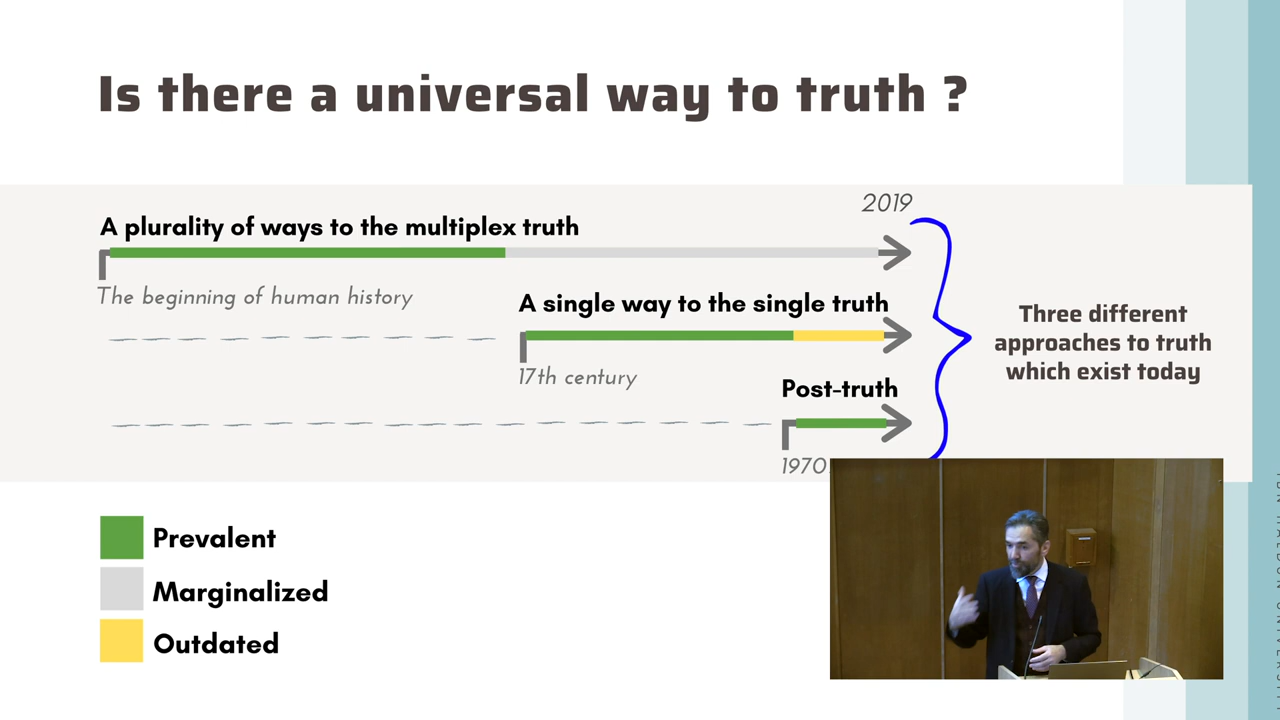 Is there a universal way to truth ?
2019
A plurality of ways to the multiplex truth
The beginning of human history
A single way to the single truth
17th century
Post-truth
1970
Three different
approaches to truth
which exist today
Prevalent
Marginalized
Outdated